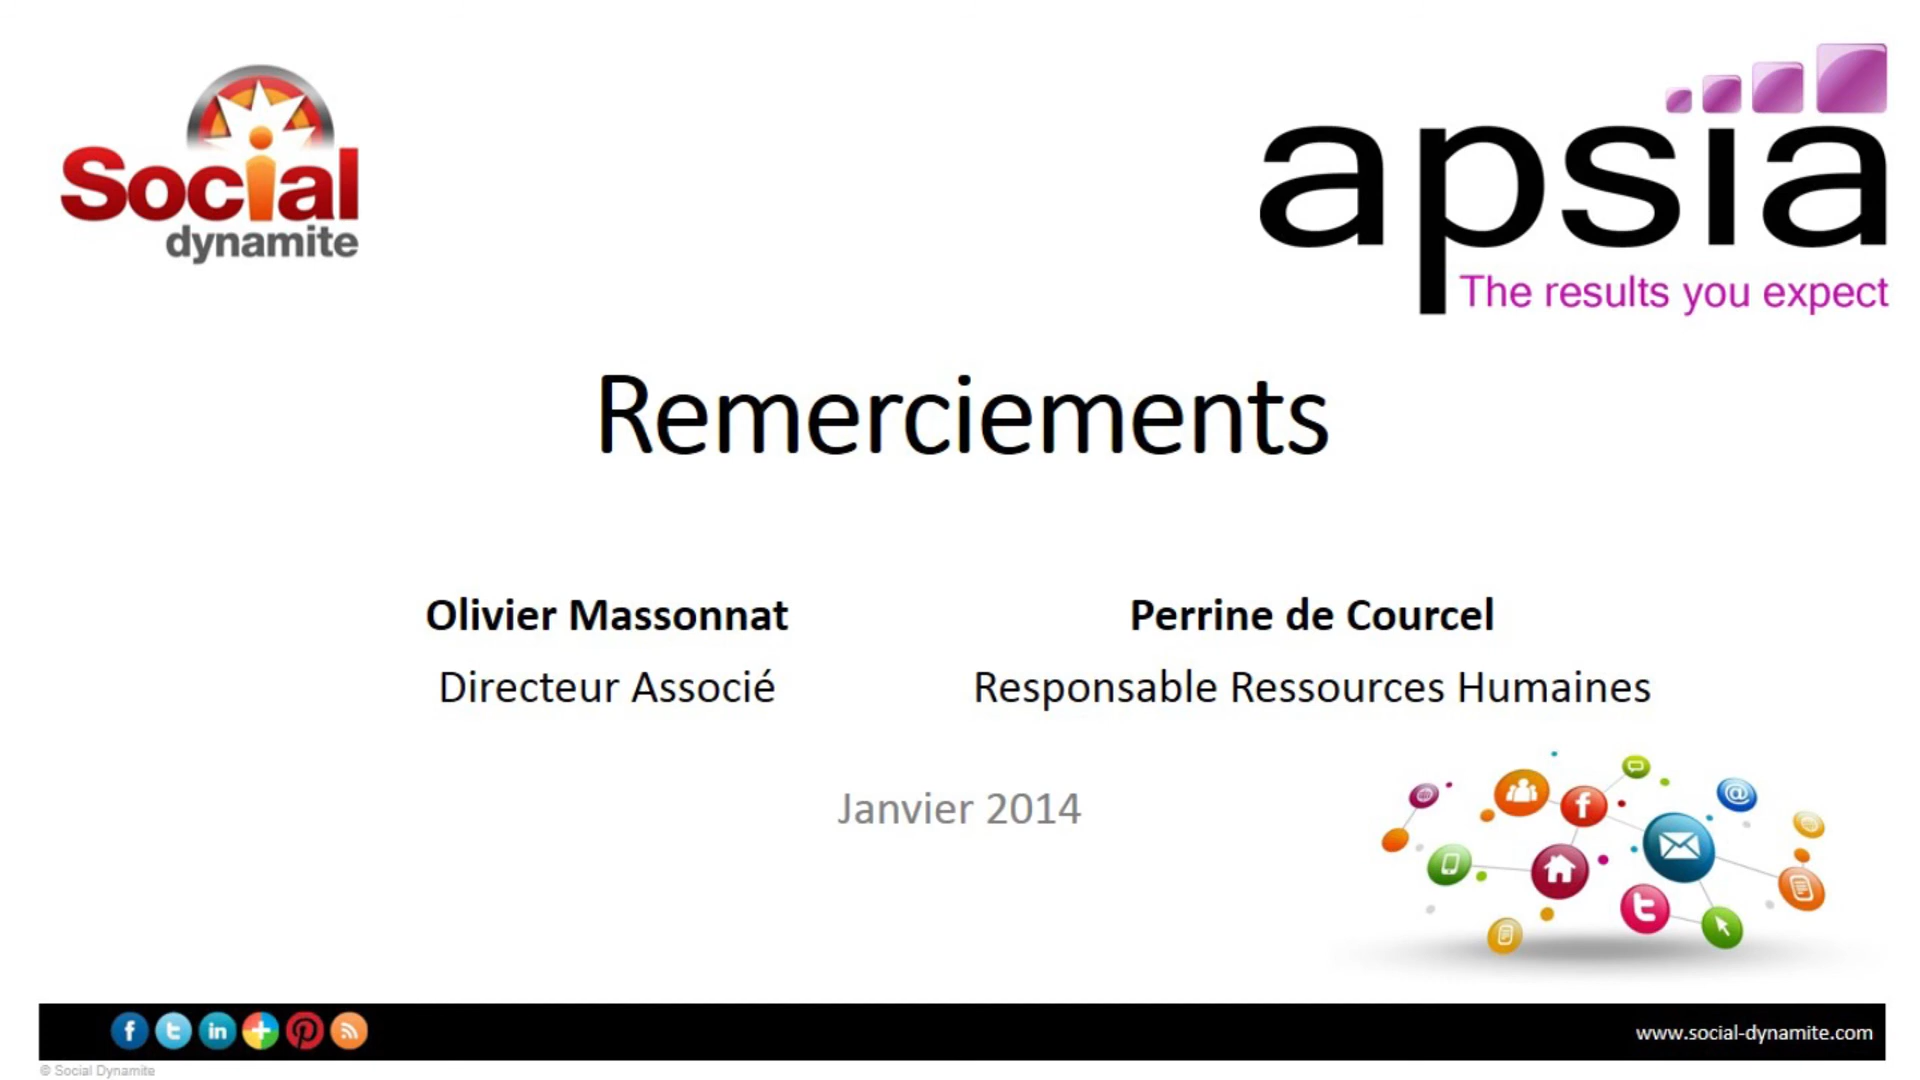 Social
dynamite
apsia
The results you expect
Remerciements
Olivier Massonnat
Directeur Associé
Perrine de Courcel
Responsable Ressources Humaines
Janvier 2014
www.social-dynamite.com
© Social Dynamite